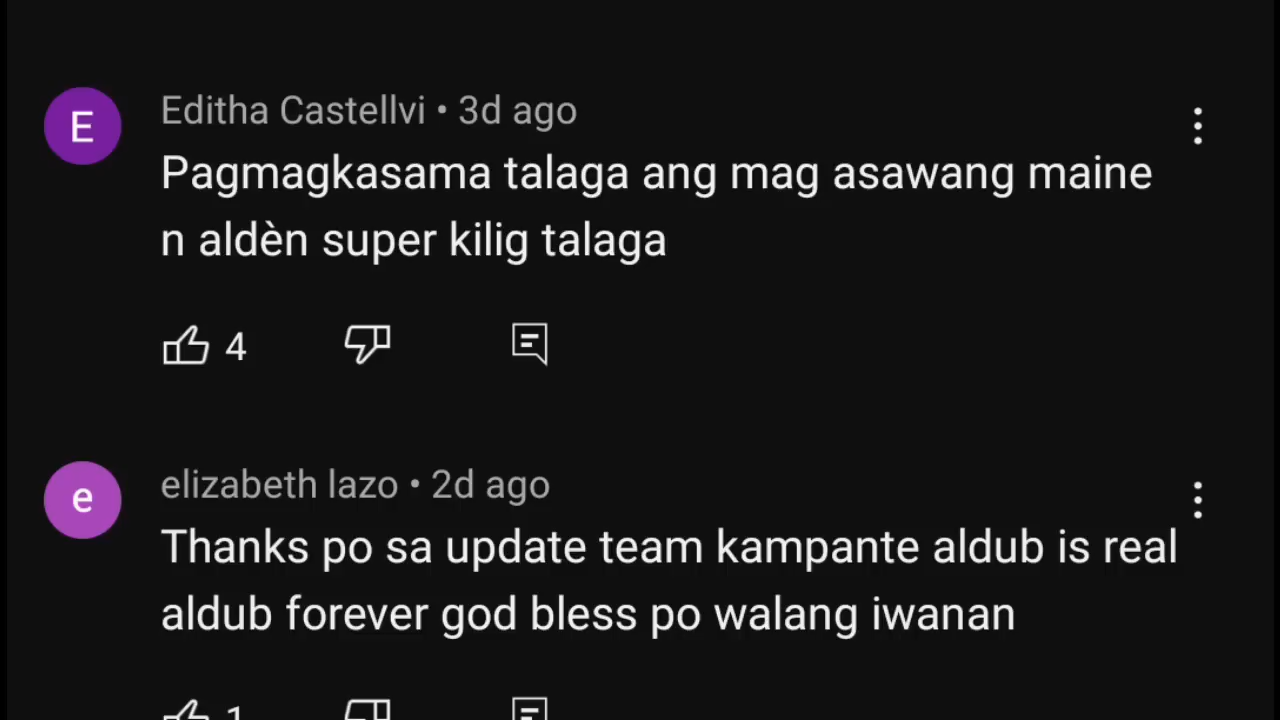 E
Editha Castellvi • 3d ago
Pagmagkasama talaga ang mag asawang maine
n aldèn super kilig talaga
4
e
elizabeth lazo • 2d ago
Thanks po sa update team kampante aldub is real
aldub forever god bless po walang iwanan
1